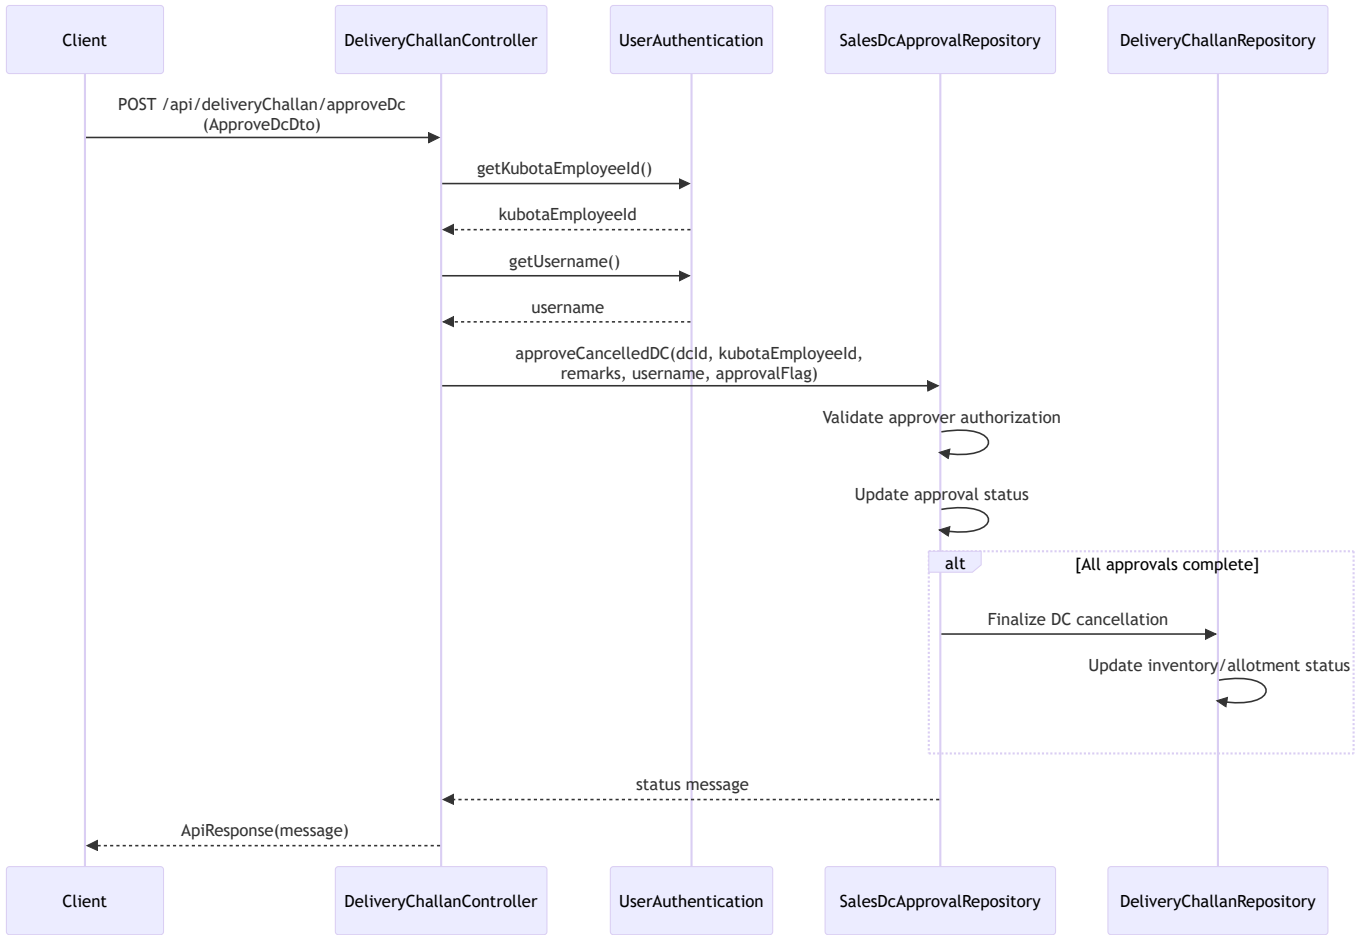 Client
DeliveryChallanController
UserAuthentication
SalesDcApprovalRepository
DeliveryChallanRepository
POST /api/deliveryChallan/approveDc
(ApproveDcDto)
getKubotaEmployeeId()
kubotaEmployeeId
getUsername()
username
approveCancelledDC(dcId, kubotaEmployeeId,
remarks, username, approvalFlag)
Validate approver authorization
Update approval status
alt
[All approvals complete]
Finalize DC cancellation
Update inventory/allotment status
status message
ApiResponse(message)
Client
DeliveryChallanController
UserAuthentication
SalesDcApprovalRepository
DeliveryChallanRepository